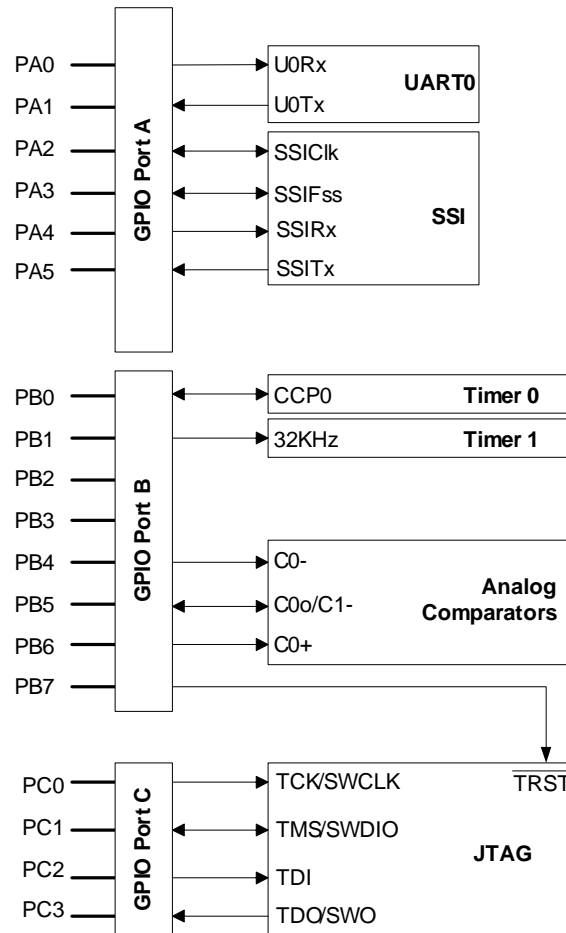 PA0
PA1
PA2
PA3
PA4
PA5
GPIO Port A
U0Rx
U0Tx
UART0
SSIClk
SSIFss
SSIRx
SSITx
SSI
PB0
PB1
PB2
PB3
PB4
PB5
PB6
PB7
GPIO Port B
CCP0 Timer 0
32KHz Timer 1
C0-
C0o/C1-
C0+
Analog
Comparators
PC0
PC1
PC2
PC3
GPIO Port C
TCK/SWCLK
TMS/SWDIO
TDI
TDO/SWO
TRST
JTAG